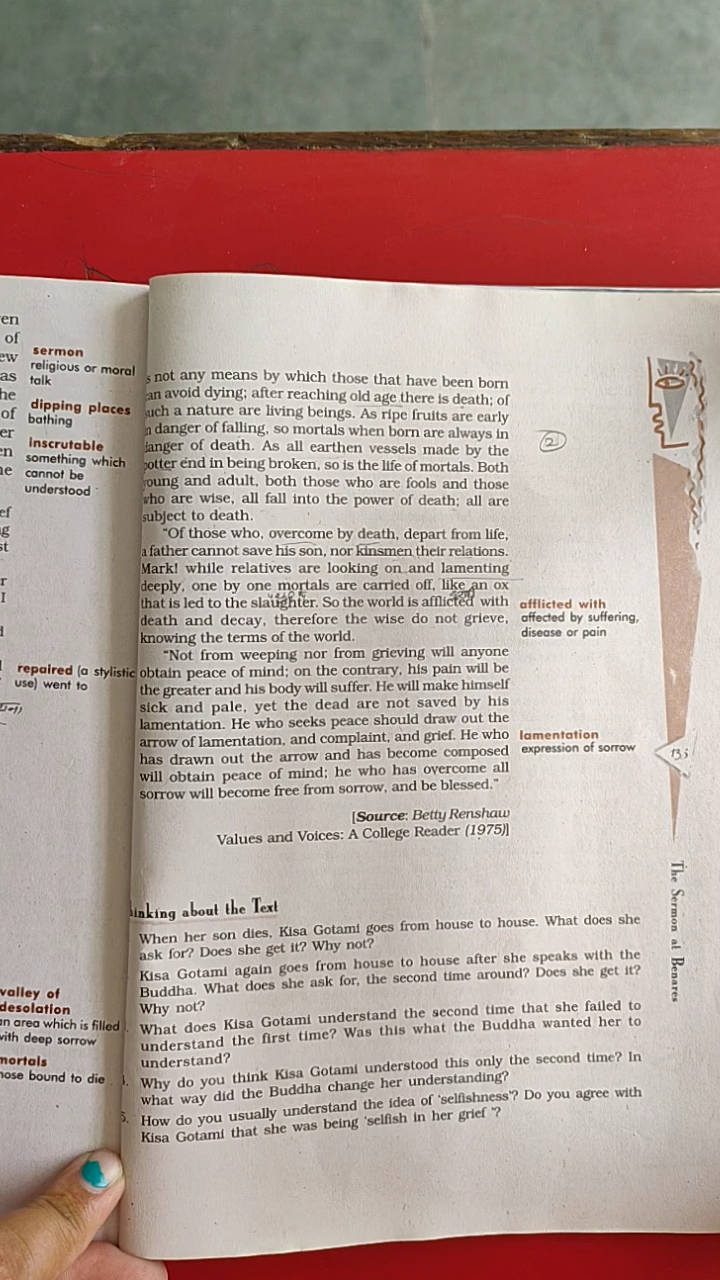 en
of
ew
as
he
of
er
en
ne
sermon
religious or moral
talk
dipping places
bathing
inscrutable
something which
cannot be
understood
ef
g
st
r
I
repaired (a stylistic
use) went to
valley of
desolation
an area which is filled
with deep sorrow
mortals
hose bound to die
s not any means by which those that have been born
an avoid dying; after reaching old age there is death; of
uch a nature are living beings. As ripe fruits are early
n danger of falling, so mortals when born are always in
danger of death. As all earthen vessels made by the
potter end in being broken, so is the life of mortals. Both
young and adult, both those who are fools and those
who are wise, all fall into the power of death; all are
subject to death.
2
"Of those who, overcome by death, depart from life,
a father cannot save his son, nor kinsmen their relations.
Mark! while relatives are looking on and lamenting
deeply, one by one mortals are carried off, like an ox
that is led to the slaughter. So the world is afflicted with
death and decay, therefore the wise do not grieve,
knowing the terms of the world.
afflicted with
affected by suffering,
disease or pain
"Not from weeping nor from grieving will anyone
obtain peace of mind; on the contrary, his pain will be
the greater and his body will suffer. He will make himself
sick and pale, yet the dead are not saved by his
lamentation. He who seeks peace should draw out the
arrow of lamentation, and complaint, and grief. He who
has drawn out the arrow and has become composed
will obtain peace of mind; he who has overcome all
sorrow will become free from sorrow, and be blessed."
lamentation
expression of sorrow
[Source: Betty Renshaw
Values and Voices: A College Reader (1975)]
The Sermon at Benares
inking about the Text
When her son dies, Kisa Gotami goes from house to house. What does she
ask for? Does she get it? Why not?
Kisa Gotami again goes from house to house after she speaks with the
Buddha. What does she ask for, the second time around? Does she get it?
Why not?
What does Kisa Gotami understand the second time that she failed to
understand the first time? Was this what the Buddha wanted her to
understand?
Why do you think Kisa Gotami understood this only the second time? In
what way did the Buddha change her understanding?
5. How do you usually understand the idea of 'selfishness'? Do you agree with
Kisa Gotami that she was being 'selfish in her grief '?